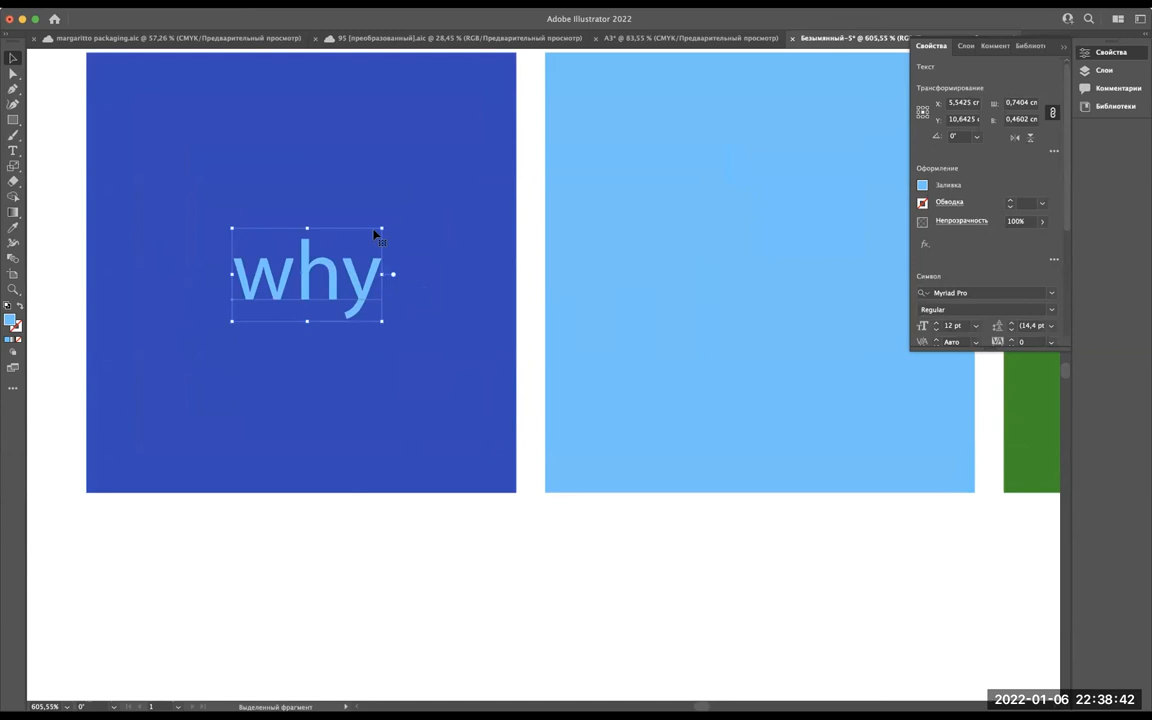 Adobe Illustrator 2022
margaritto packaging.aic @ 57,26 % (CMYK/Предварительный просмотр)
95 [преобразованный].aic @ 28,45 % (RGB/Предварительный просмотр)
A3* @ 83,55 % (CMYK/Предварительный просмотр)
Безымянный-5* @ 605,55 % (RG
Свойства Слои Коммент Библиоте
Свойства
Слои
Комментарии
Библиотеки
Текст
Трансформирование
X: 5,5425 см Ш: 0,7404 см
Y: 10,6425 с В: 0,4602 см
0°
Оформление
Заливка
Обводка
Непрозрачность 100%
fx.
Символ
Myriad Pro
Regular
12 pt (14,4 pt
Авто 0
why
605,55% 0° 1 Выделенный фрагмент
2022-01-06 22:38:42